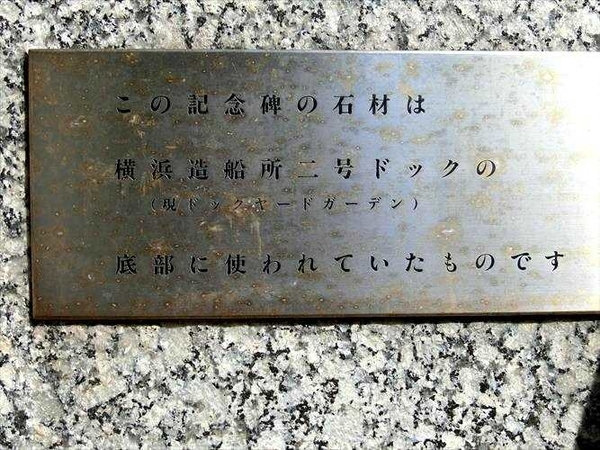 この記念碑の石材は
横浜造船所二号ドックの
(現ドックヤードガーデン)
底部に使われていたものです